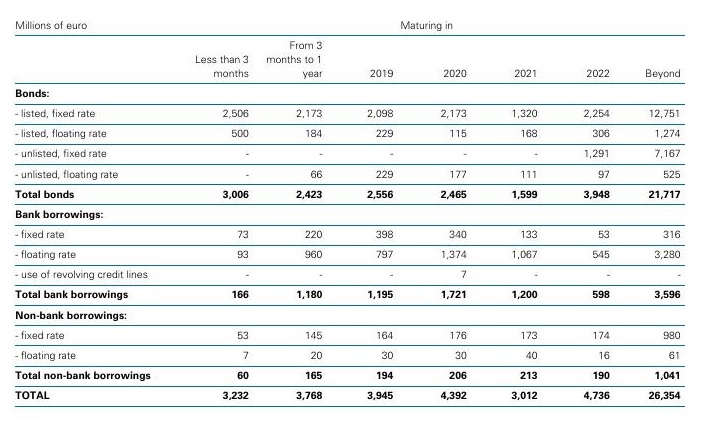 Millions of euro Maturing in
Less than 3 months From 3 months to 1 year 2019 2020 2021 2022 Beyond
Bonds:
- listed, fixed rate 2,506 2,173 2,098 2,173 1,320 2,254 12,751
- listed, floating rate 500 184 229 115 168 306 1,274
- unlisted, fixed rate - - - - - 1,291 7,167
- unlisted, floating rate - 66 229 177 111 97 525
Total bonds 3,006 2,423 2,556 2,465 1,599 3,948 21,717
Bank borrowings:
- fixed rate 73 220 398 340 133 53 316
- floating rate 93 960 797 1,374 1,067 545 3,280
- use of revolving credit lines - - - 7 - - -
Total bank borrowings 166 1,180 1,195 1,721 1,200 598 3,596
Non-bank borrowings:
- fixed rate 53 145 164 176 173 174 980
- floating rate 7 20 30 30 40 16 61
Total non-bank borrowings 60 165 194 206 213 190 1,041
TOTAL 3,232 3,768 3,945 4,392 3,012 4,736 26,354